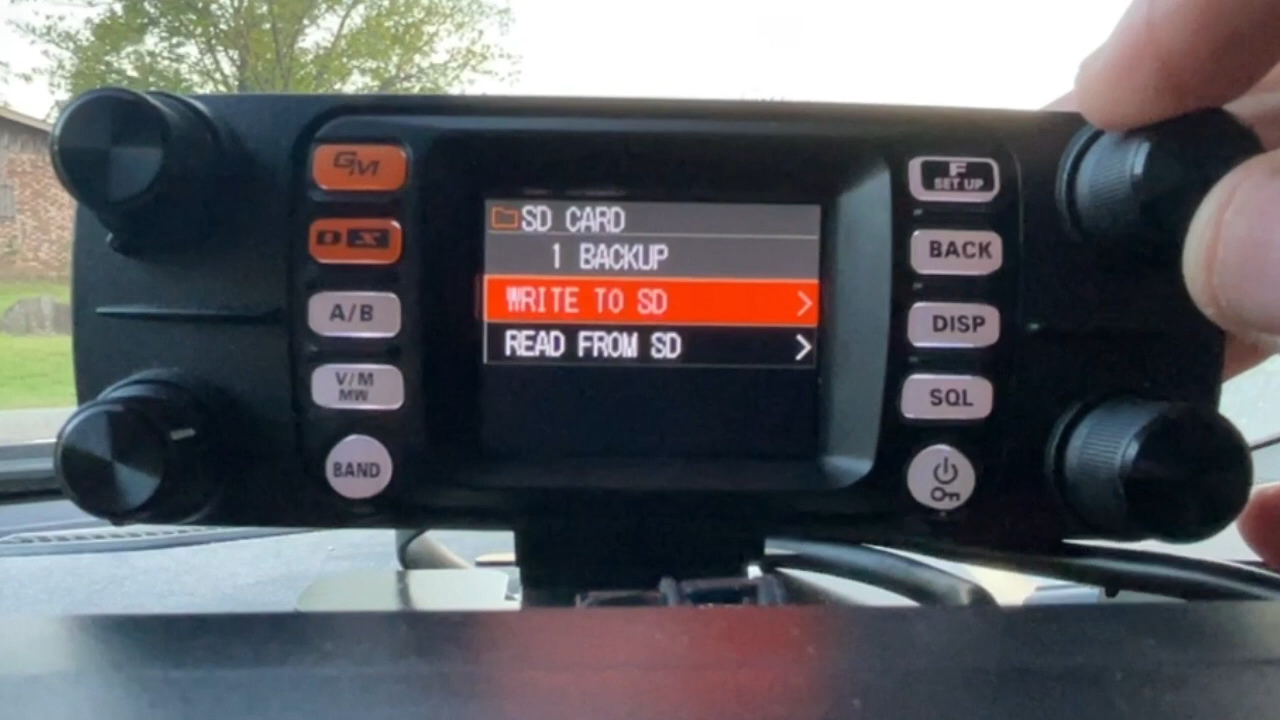 GM
SD CARD
1 BACKUP
WRITE TO SD
READ FROM SD
A/B
V/M
MW
BAND
F
SET UP
BACK
DISP
SQL